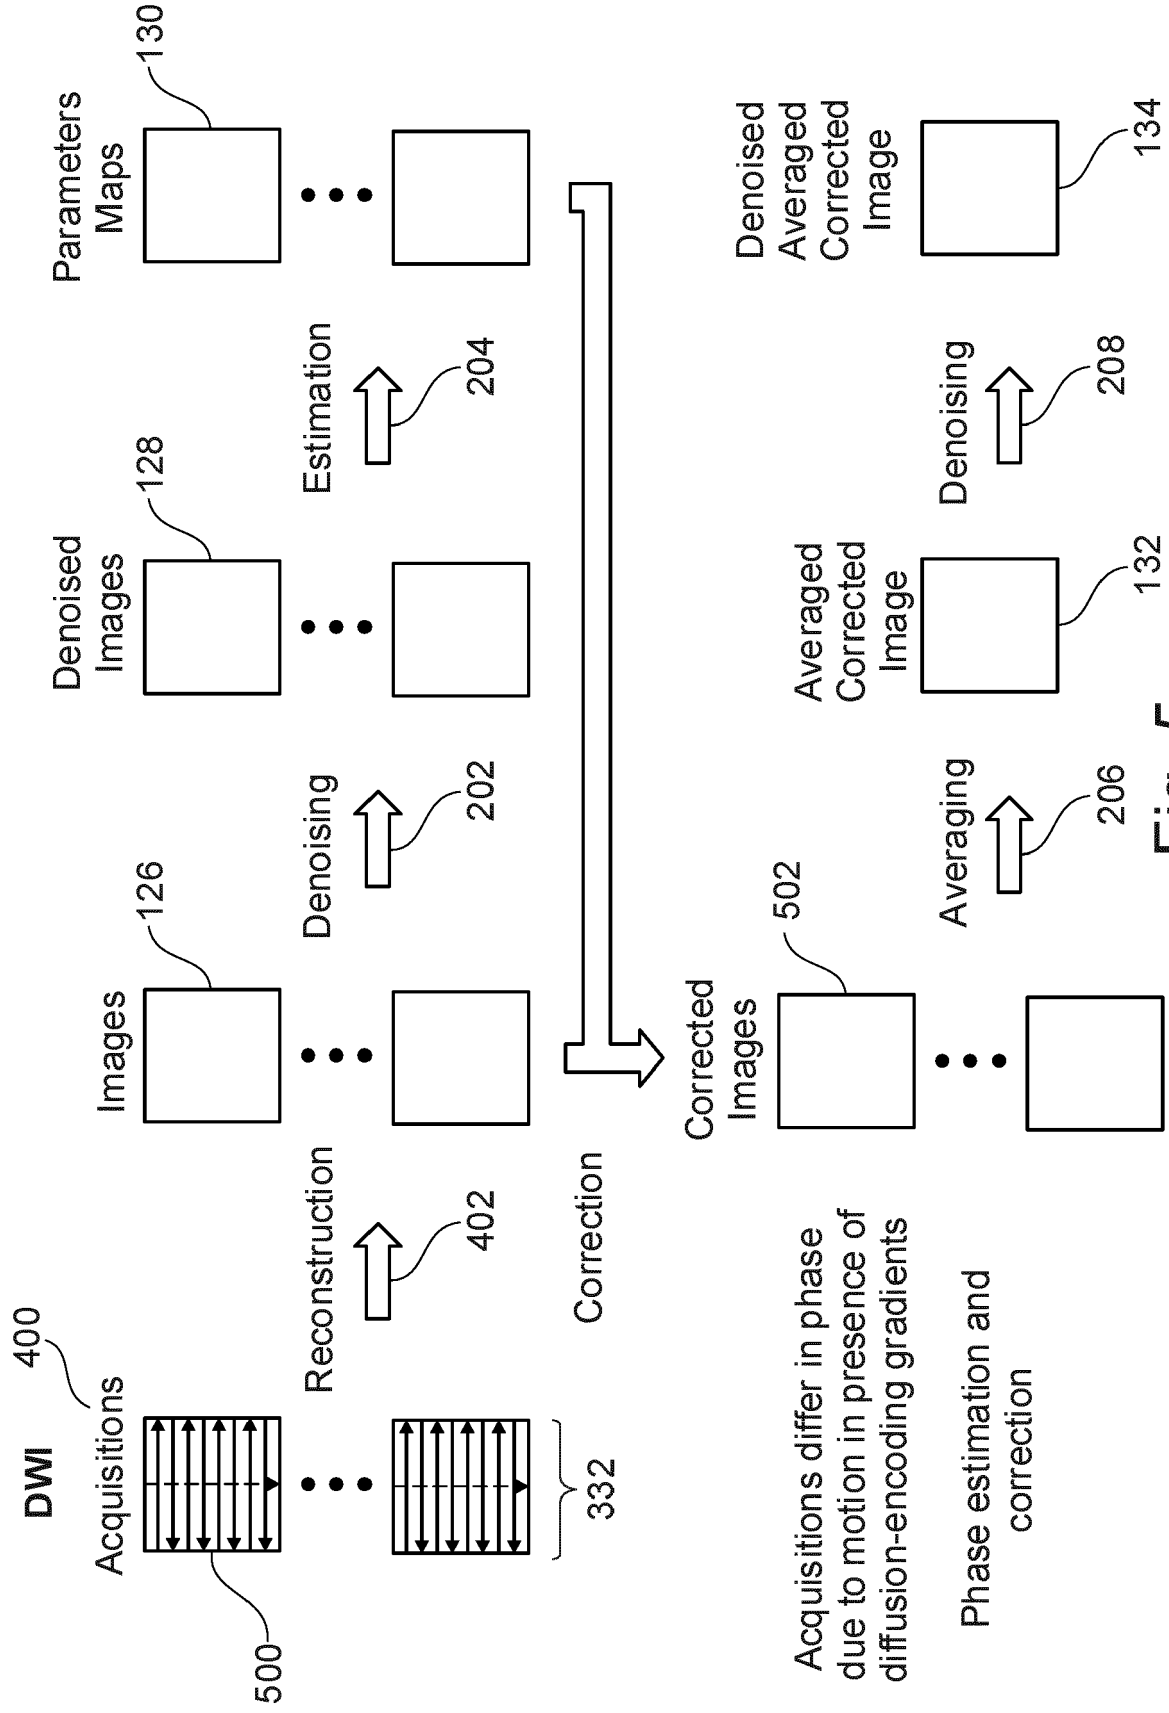 DWI
400
Acquisitions
500
332
Reconstruction
402
Images
126
Denoising
202
Denoised
Images
128
Estimation
204
Parameters
Maps
130
Correction
Corrected
Images
502
Averaging
206
Averaged
Corrected
Image
132
Denoising
208
Denoised
Averaged
Corrected
Image
134
Acquisitions differ in phase
due to motion in presence of
diffusion-encoding gradients
Phase estimation and
correction